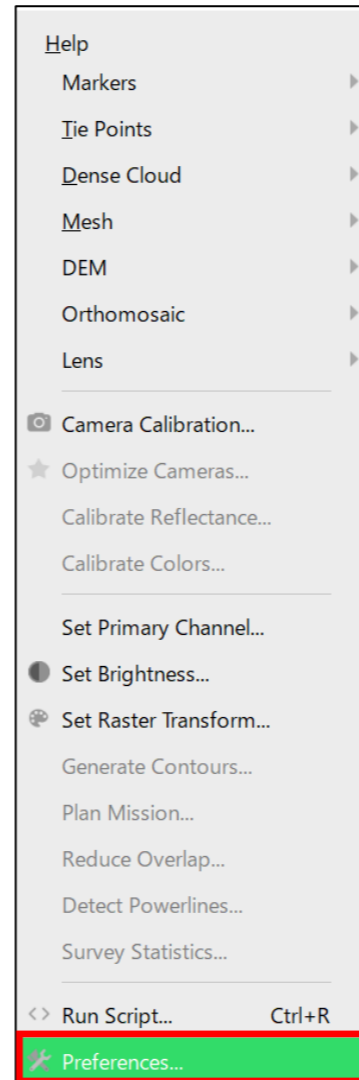 Help
Markers
Tie Points
Dense Cloud
Mesh
DEM
Orthomosaic
Lens
Camera Calibration...
Optimize Cameras...
Calibrate Reflectance...
Calibrate Colors...
Set Primary Channel...
Set Brightness...
Set Raster Transform...
Generate Contours...
Plan Mission...
Reduce Overlap...
Detect Powerlines...
Survey Statistics...
Run Script... Ctrl+R
Preferences...